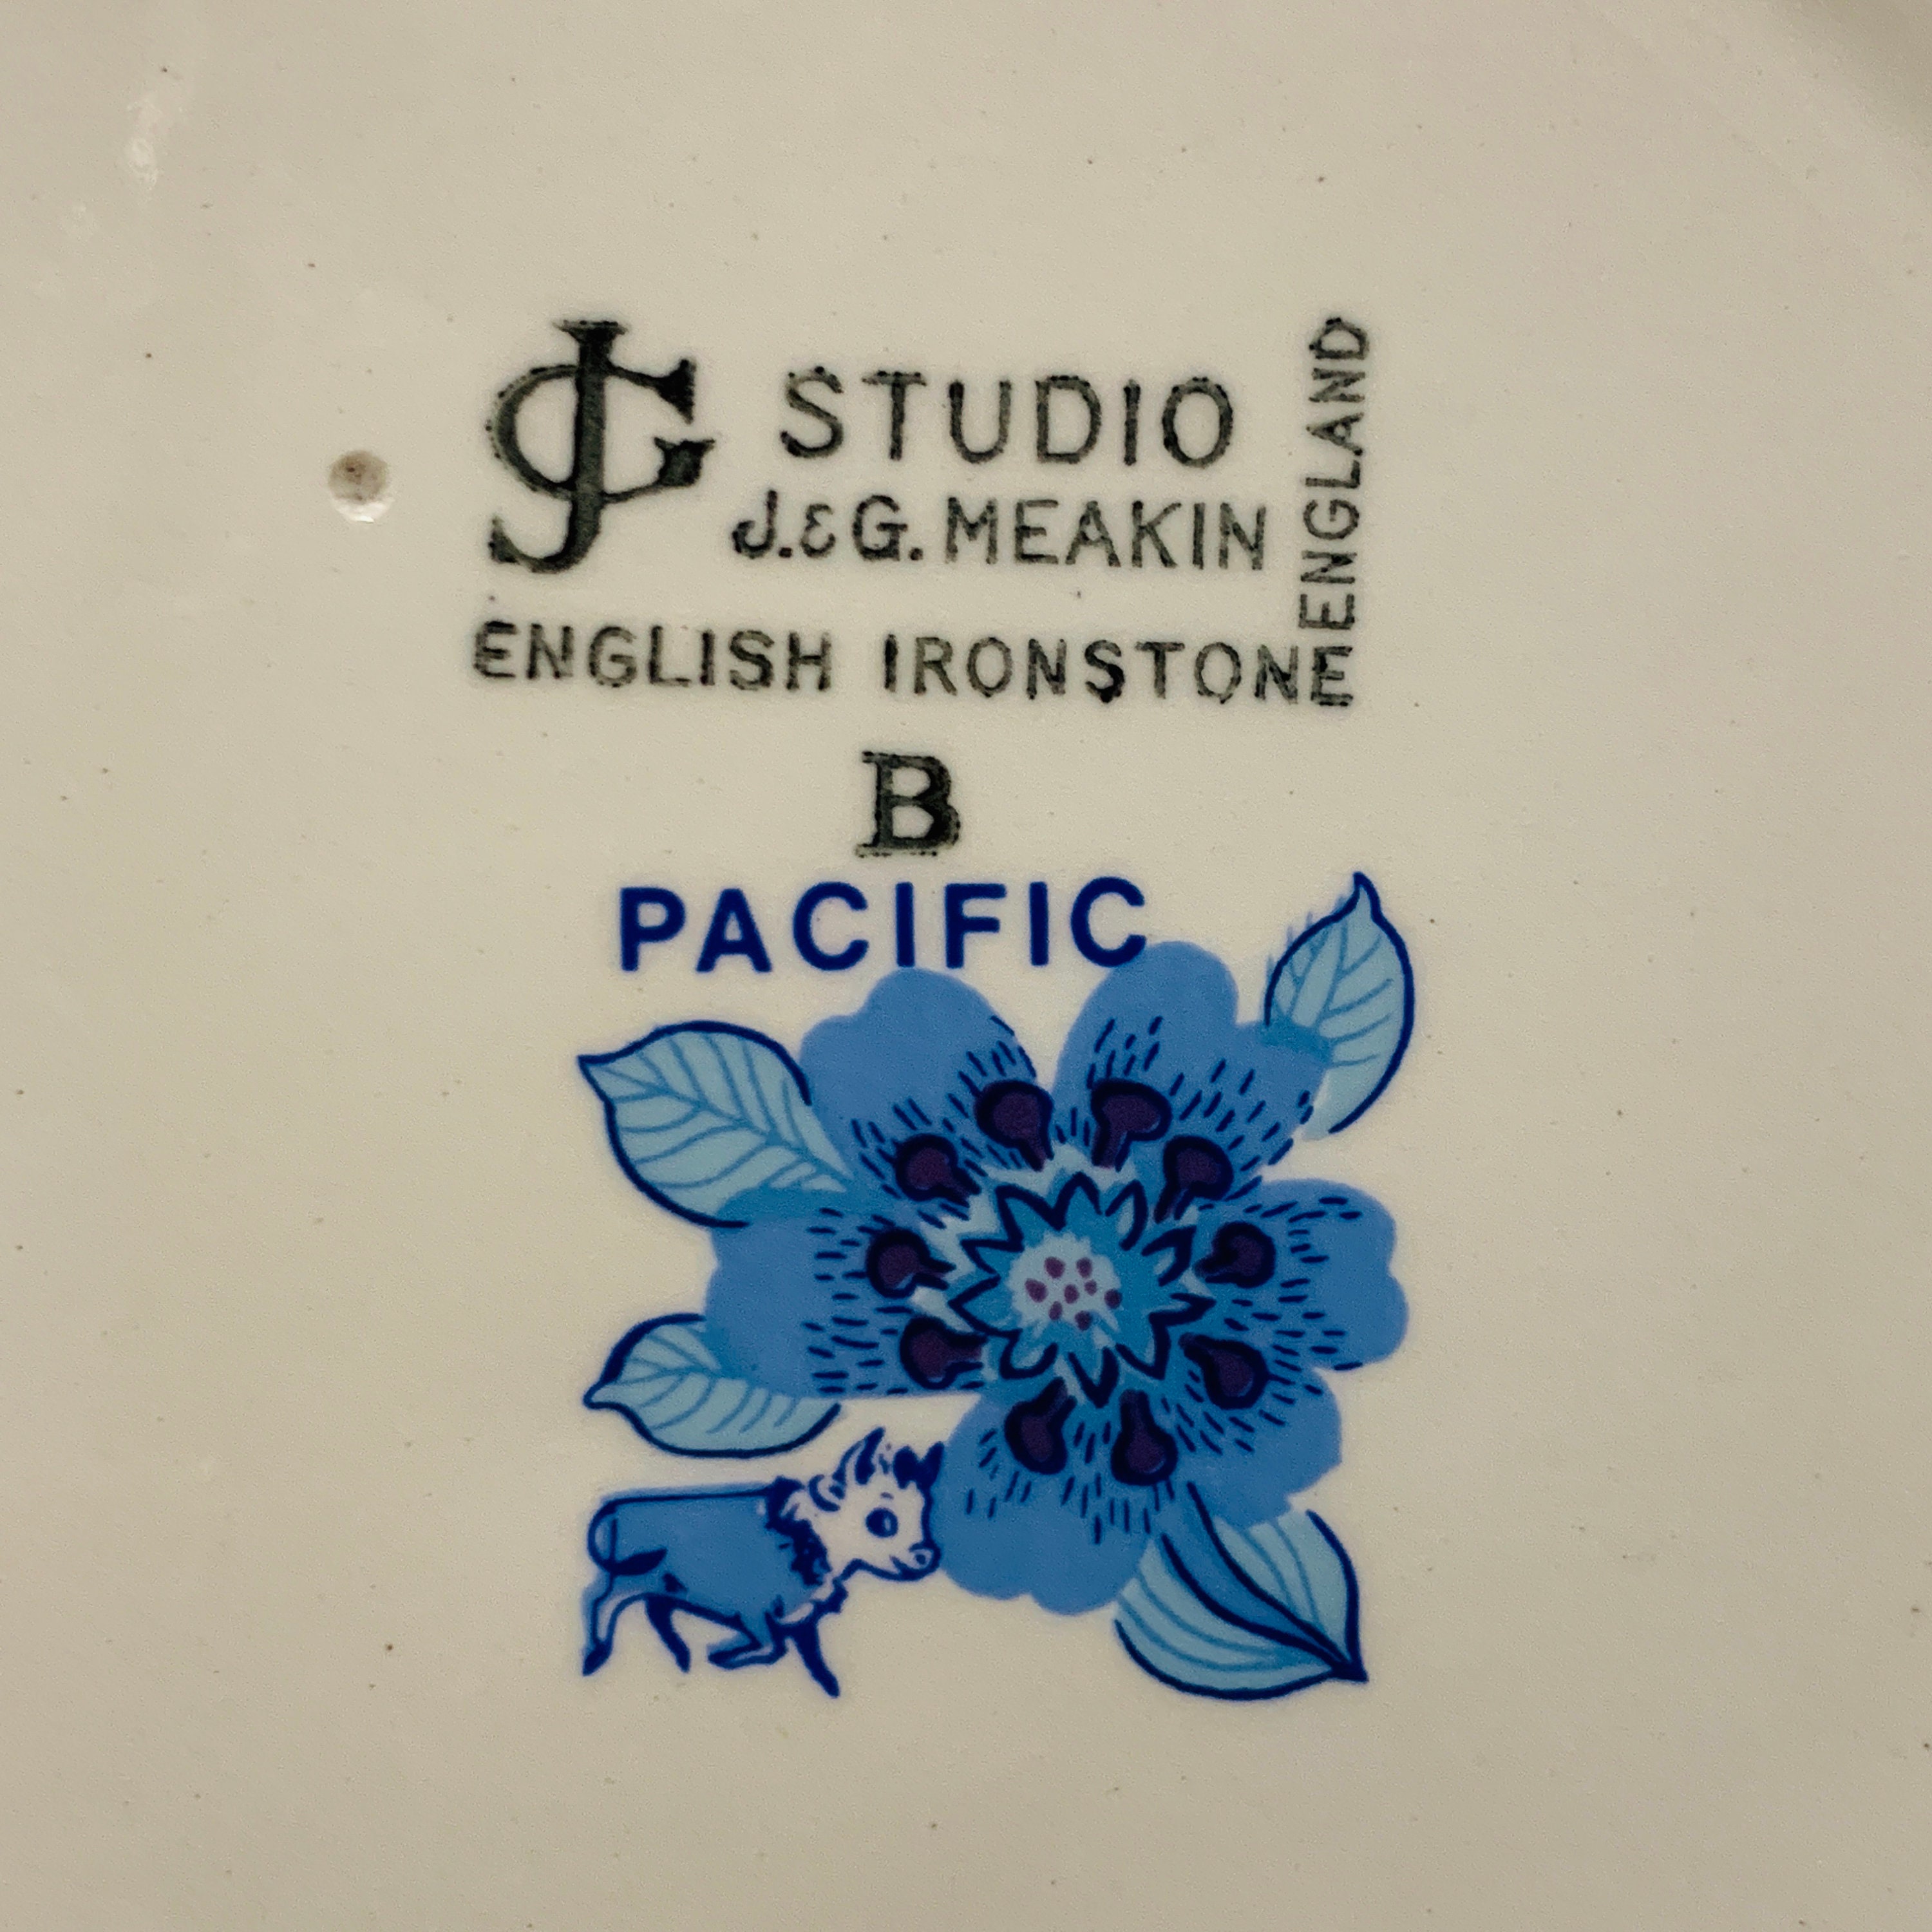 JG
STUDIO
J.&G. MEAKIN
ENGLAND
ENGLISH IRONSTONE
B
PACIFIC